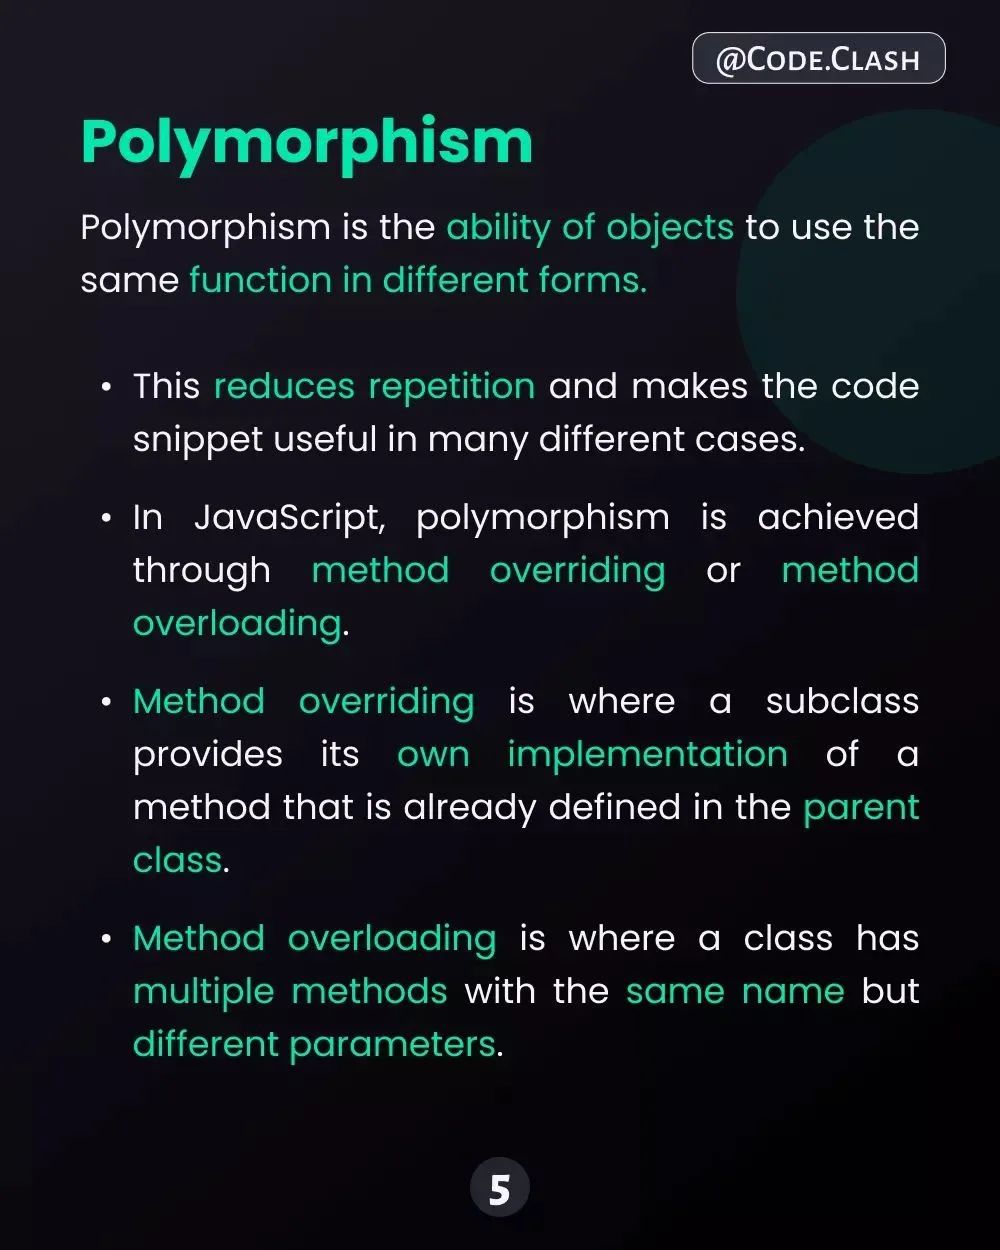 @Code.Clash
Polymorphism
Polymorphism is the ability of objects to use the
same function in different forms.
• This reduces repetition and makes the code
snippet useful in many different cases.
• In JavaScript, polymorphism is achieved
through method overriding or method
overloading.
• Method overriding is where a subclass
provides its own implementation of a
method that is already defined in the parent
class.
• Method overloading is where a class has
multiple methods with the same name but
different parameters.
5